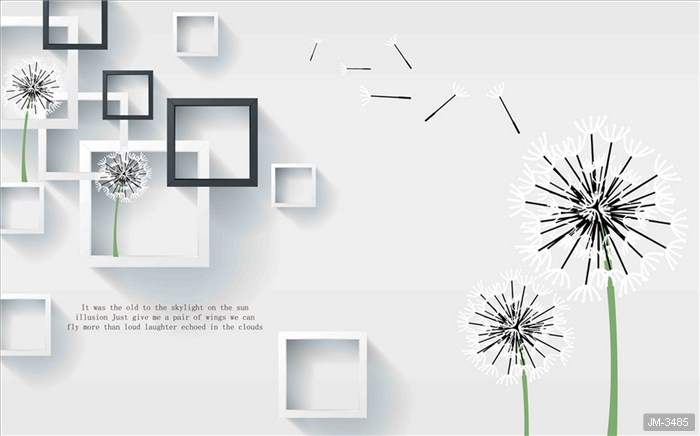 It was the old to the skylight on the sun
illusion Just give me a pair of wings we can
fly more than loud laughter echoed in the clouds
JM-3485